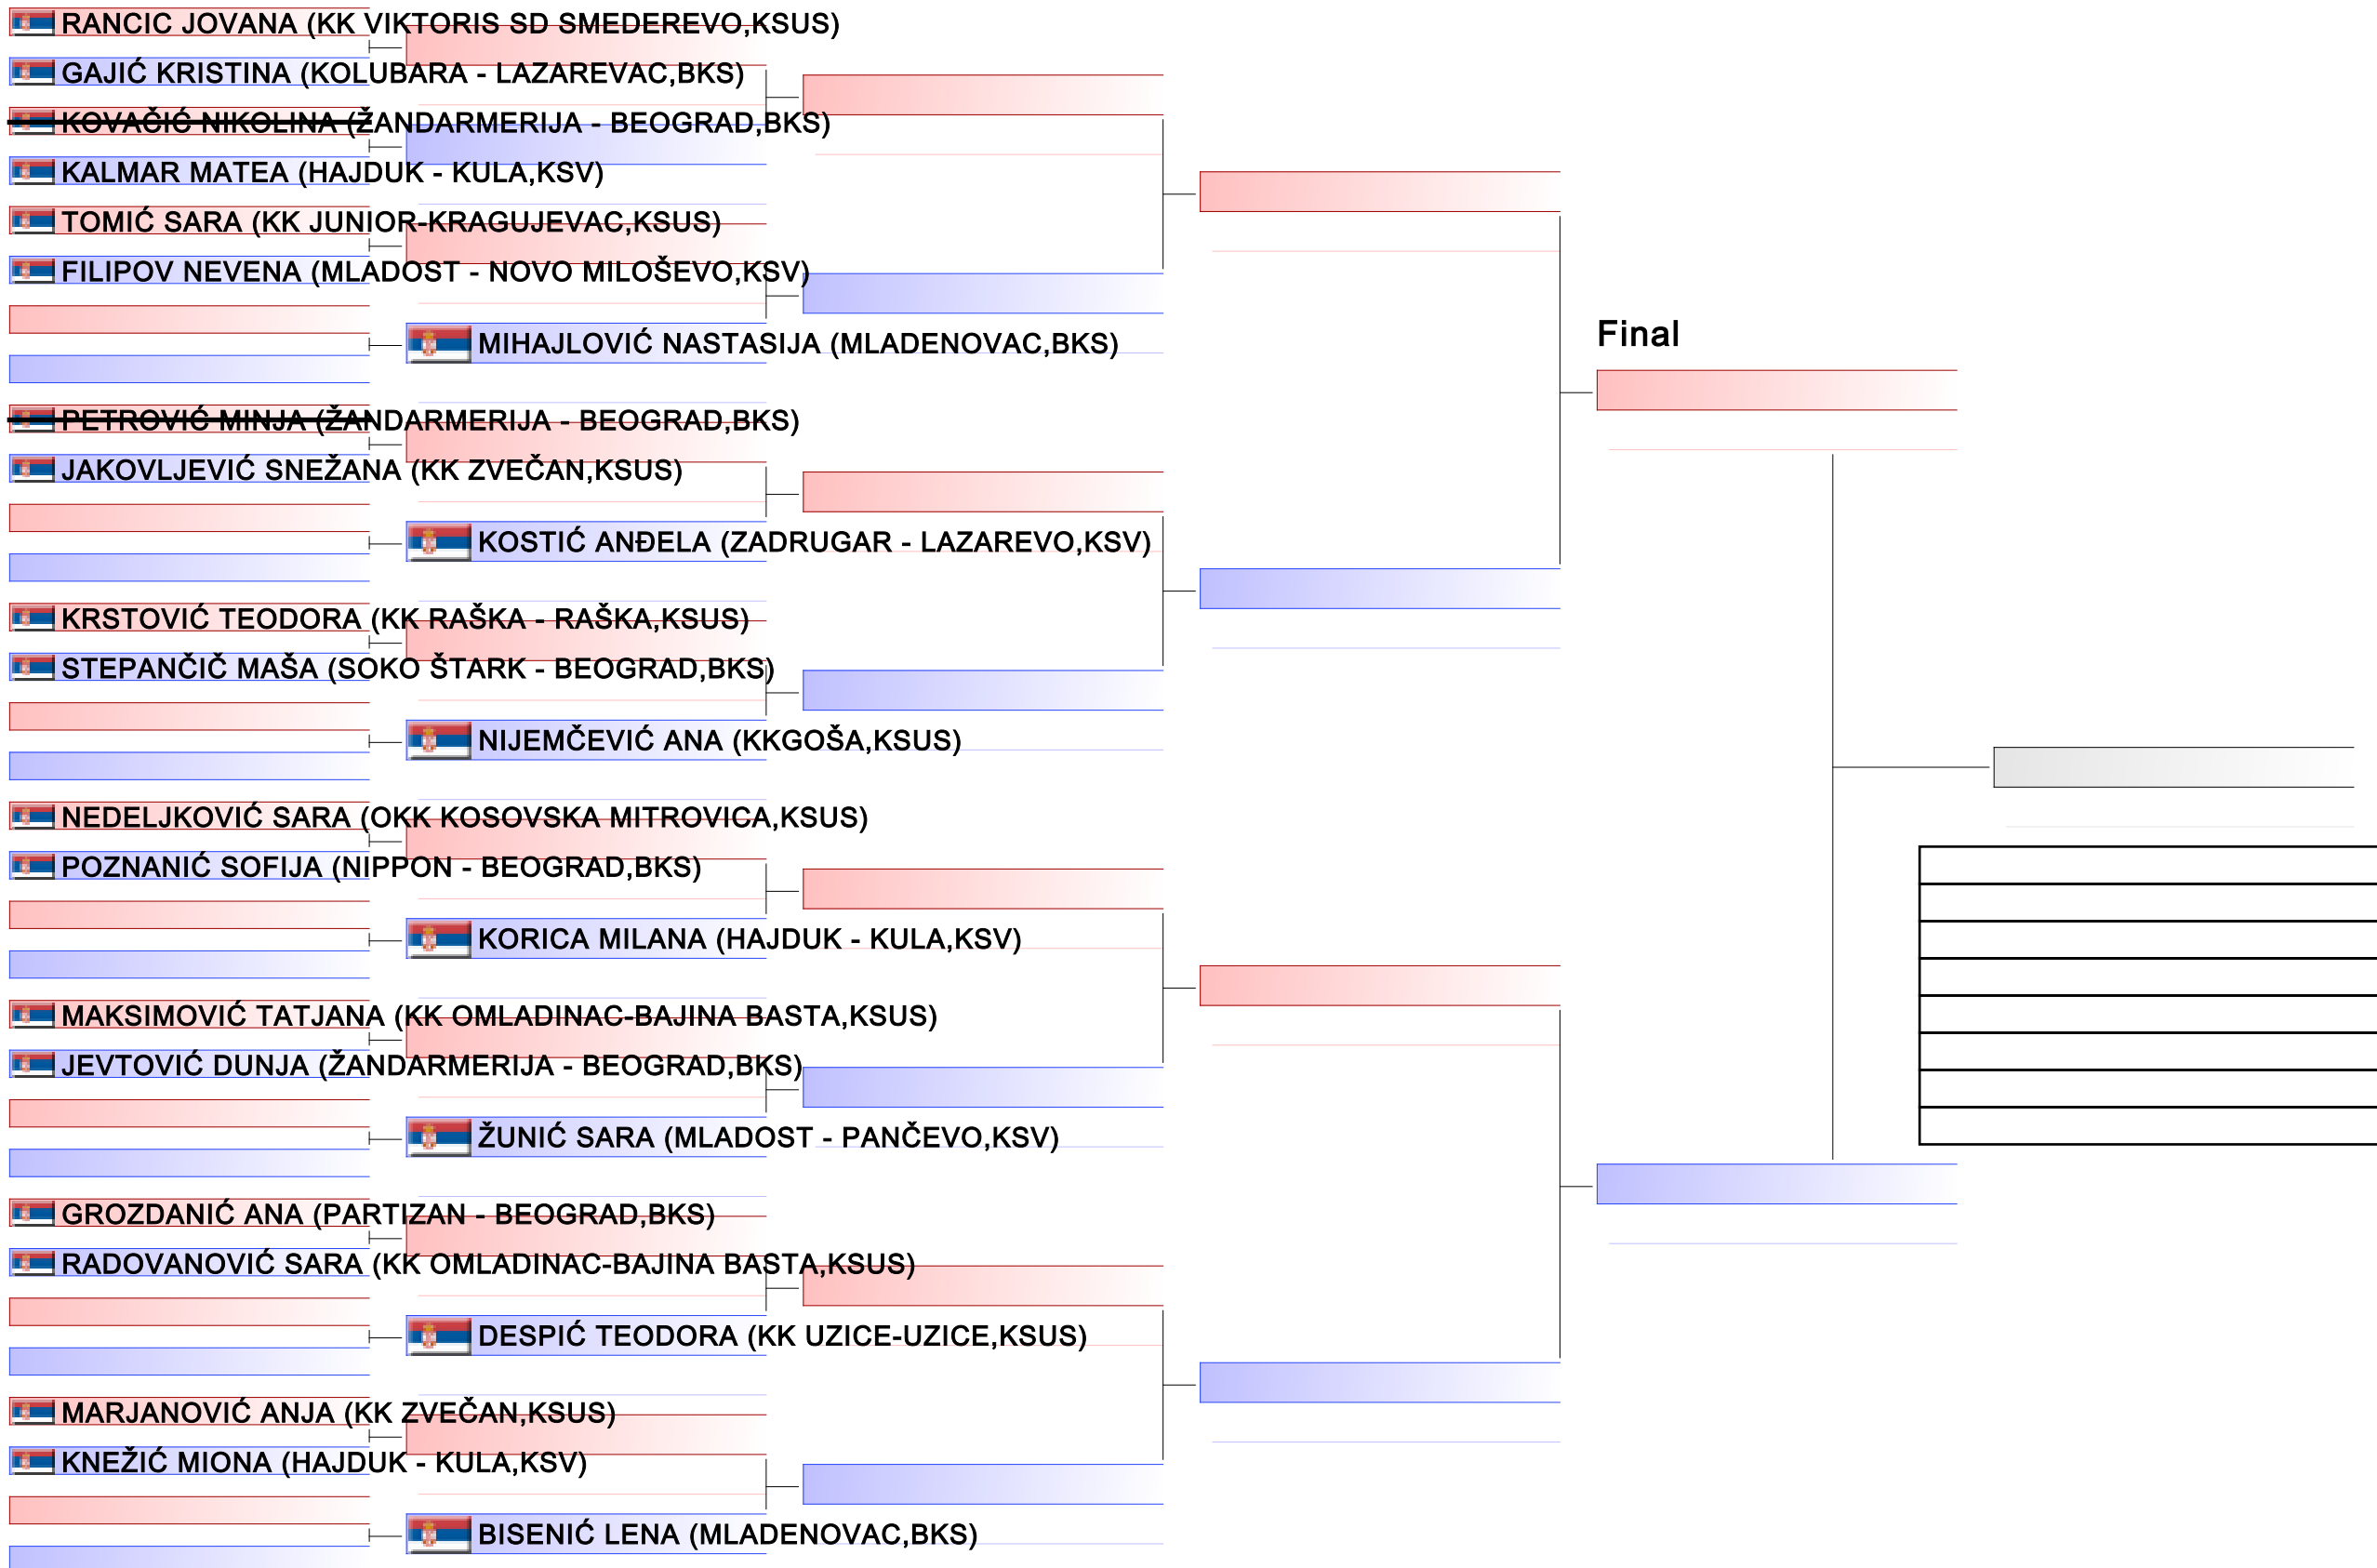 RANCIC JOVANA (KK VIKTORIS SD SMEDEREVO,KSUS)
GAJIĆ KRISTINA (KOLUBARA - LAZAREVAC,BKS)
KOVAČIĆ NIKOLINA (ŽANDARMERIJA - BEOGRAD,BKS)
KALMAR MATEA (HAJDUK - KULA,KSV)
TOMIĆ SARA (KK JUNIOR-KRAGUJEVAC,KSUS)
FILIPOV NEVENA (MLADOST - NOVO MILOŠEVO,KSV)
Final
MIHAJLOVIĆ NASTASIJA (MLADENOVAC,BKS)
PETROVIĆ MINJA (ŽANDARMERIJA - BEOGRAD,BKS)
JAKOVLJEVIĆ SNEŽANA (KK ZVEČAN,KSUS)
KOSTIĆ ANĐELA (ZADRUGAR - LAZAREVO,KSV)
KRSTOVIĆ TEODORA (KK RAŠKA - RAŠKA,KSUS)
STEPANČIČ MAŠA (SOKO ŠTARK - BEOGRAD,BKS)
NIJEMČEVIĆ ANA (KKGOŠA,KSUS)
NEDELJKOVIĆ SARA (OKK KOSOVSKA MITROVICA,KSUS)
POZNANIĆ SOFIJA (NIPPON - BEOGRAD,BKS)
KORICA MILANA (HAJDUK - KULA,KSV)
MAKSIMOVIĆ TATJANA (KK OMLADINAC-BAJINA BASTA,KSUS)
JEVTOVIĆ DUNJA (ŽANDARMERIJA - BEOGRAD,BKS)
ŽUNIĆ SARA (MLADOST - PANČEVO,KSV)
GROZDANIĆ ANA (PARTIZAN - BEOGRAD,BKS)
RADOVANOVIĆ SARA (KK OMLADINAC-BAJINA BASTA,KSUS)
DESPIĆ TEODORA (KK UZICE-UZICE,KSUS)
MARJANOVIĆ ANJA (KK ZVEČAN,KSUS)
KNEŽIĆ MIONA (HAJDUK - KULA,KSV)
BISENIĆ LENA (MLADENOVAC,BKS)